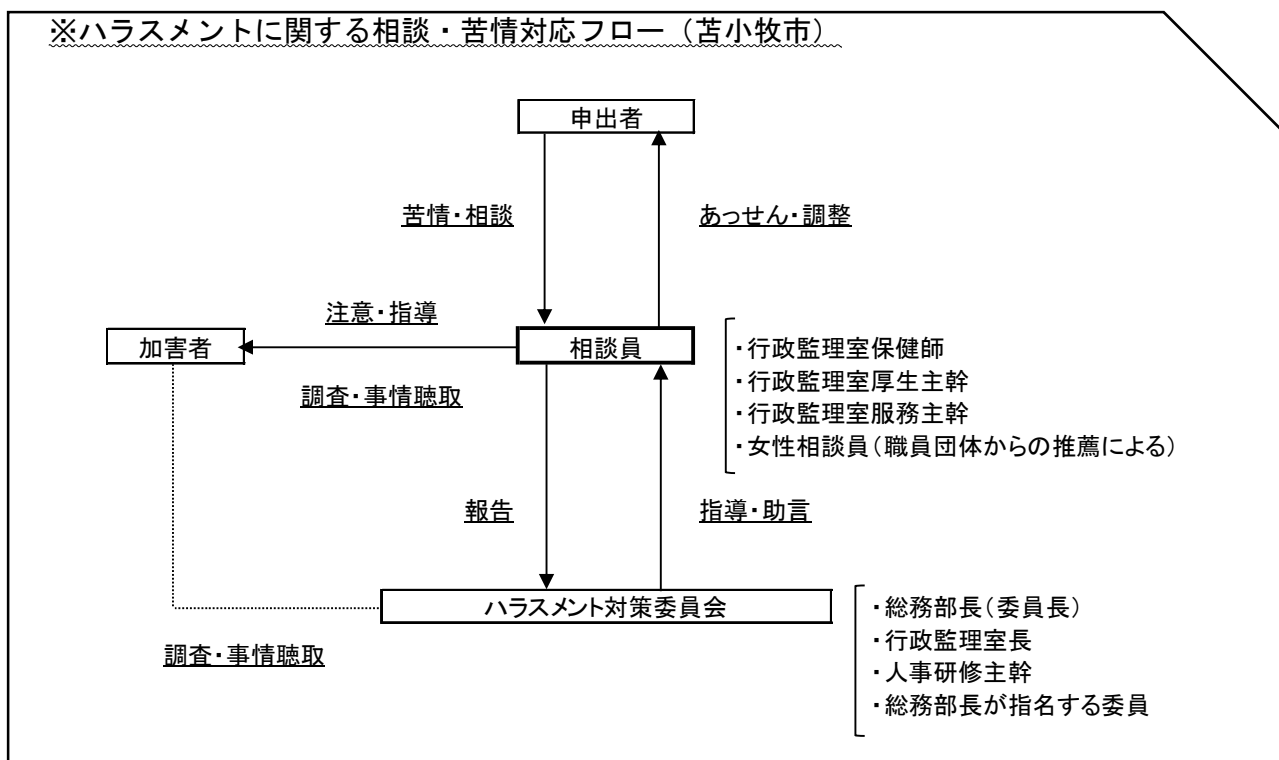 ※ハラスメントに関する相談・苦情対応フロー（苫小牧市）
申出者
苦情・相談
あっせん・調整
注意・指導
加害者
相談員
調査・事情聴取
・行政監理室保健師
・行政監理室厚生主幹
・行政監理室服務主幹
・女性相談員（職員団体からの推薦による）
報告
指導・助言
ハラスメント対策委員会
調査・事情聴取
・総務部長（委員長）
・行政監理室長
・人事研修主幹
・総務部長が指名する委員